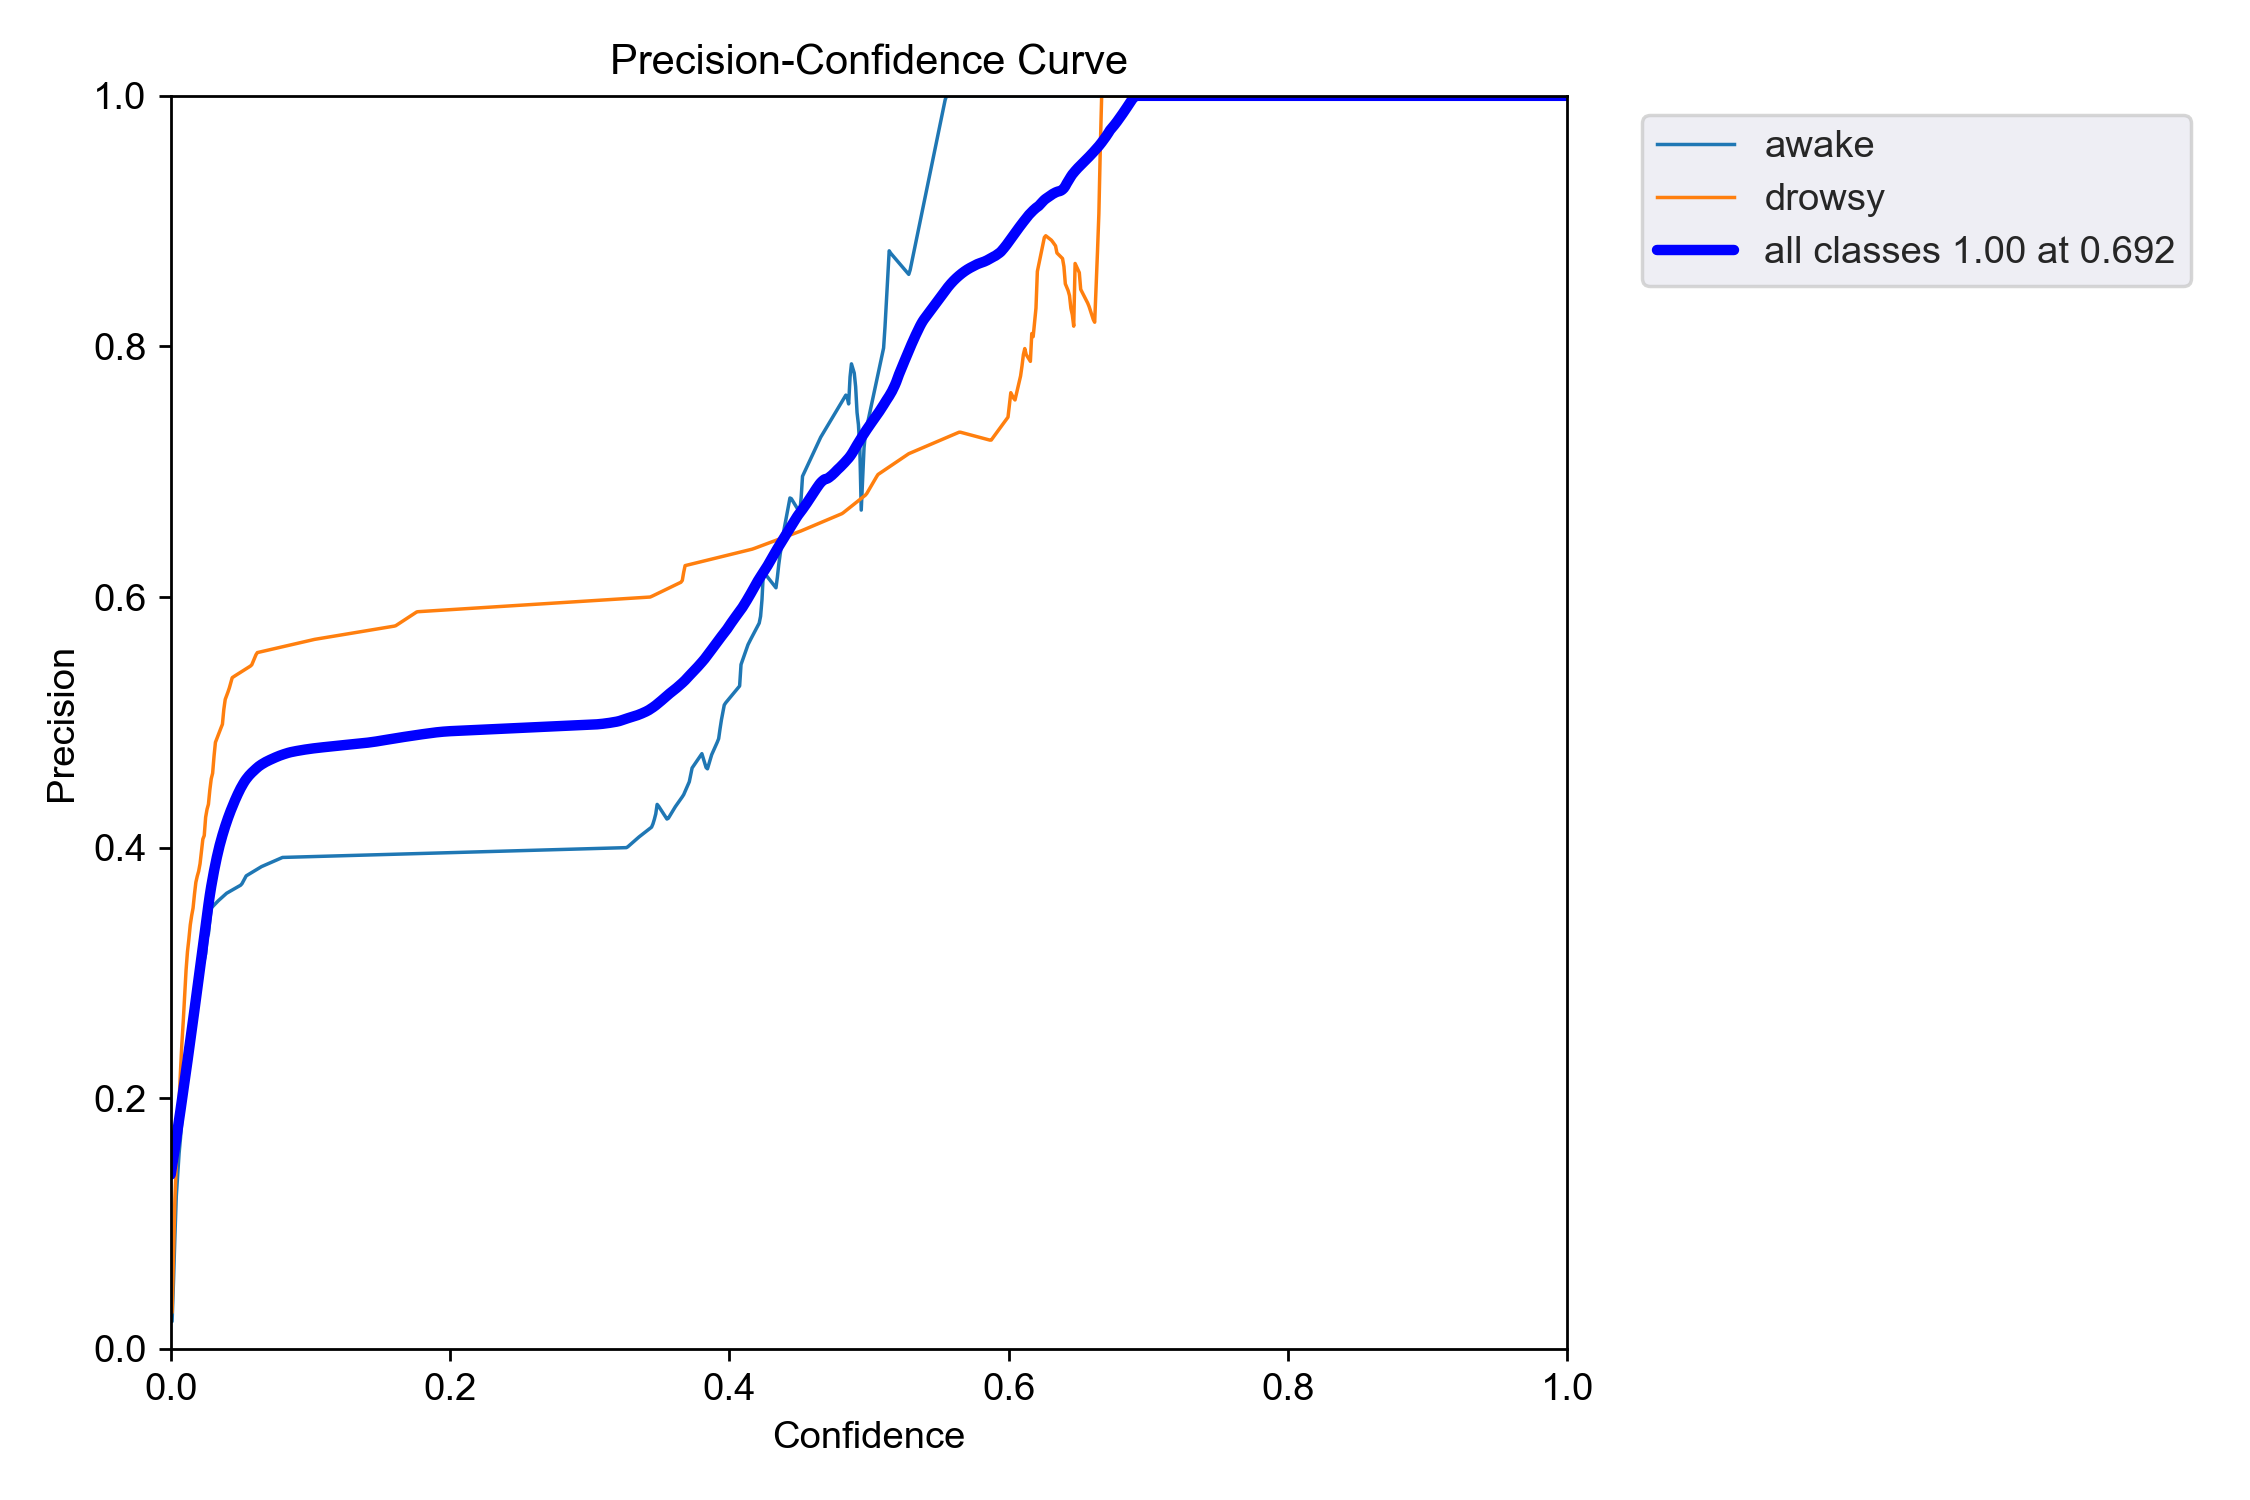 Precision-Confidence Curve
1.0
0.8
0.6
0.4
0.2
0.0
Precision
0.0 0.2 0.4 0.6 0.8 1.0
Confidence
awake
drowsy
all classes 1.00 at 0.692